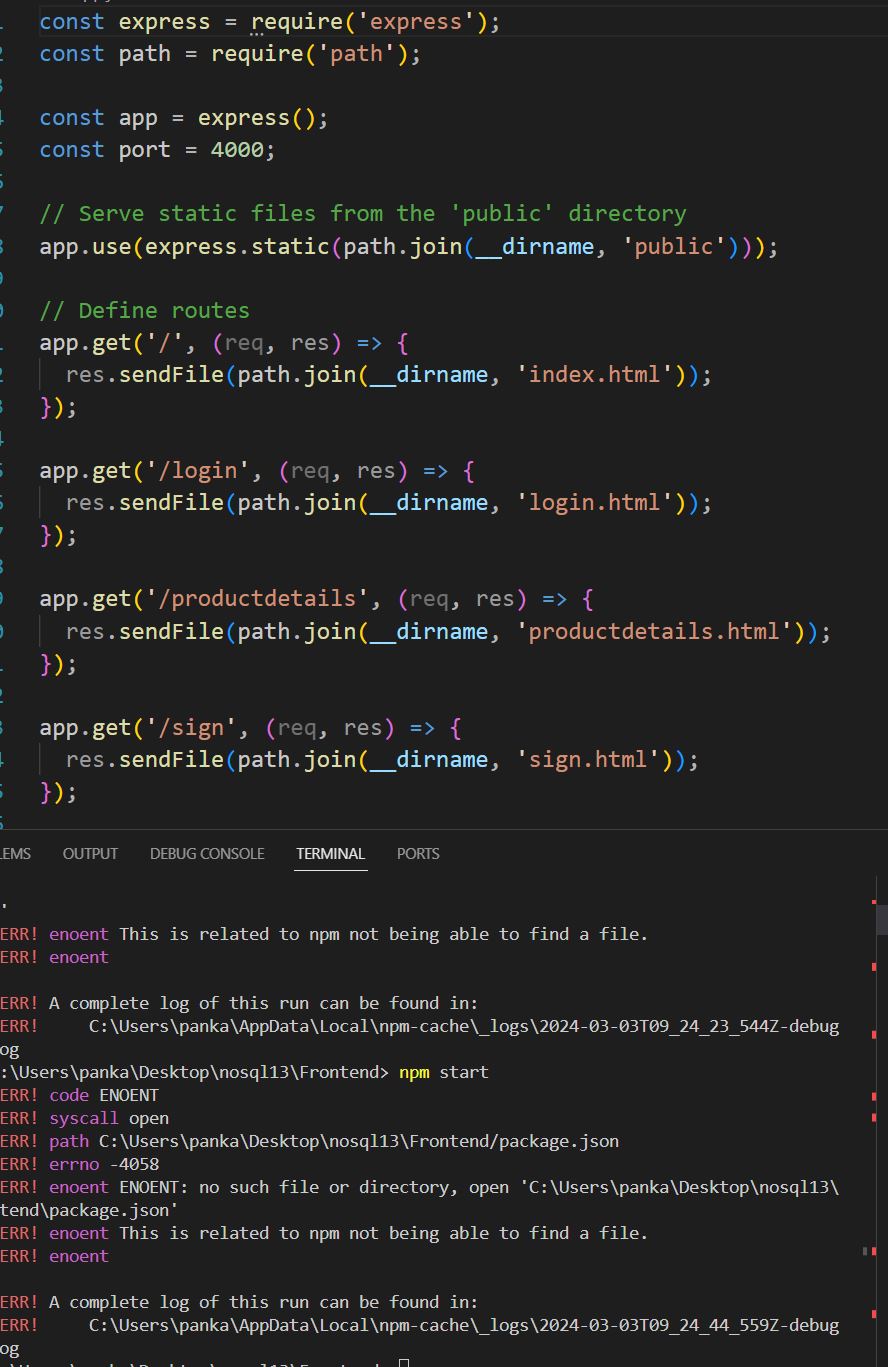 const express = require('express');
const path = require('path');
const app = express();
const port = 4000;
// Serve static files from the 'public' directory
app.use(express.static(path.join(__dirname, 'public')));
// Define routes
app.get('/', (req, res) => {
res.sendFile(path.join(__dirname, 'index.html'));
});
app.get('/login', (req, res) => {
res.sendFile(path.join(__dirname, 'login.html'));
});
app.get('/productdetails', (req, res) => {
res.sendFile(path.join(__dirname, 'productdetails.html'));
});
app.get('/sign', (req, res) => {
res.sendFile(path.join(__dirname, 'sign.html'));
});
LEMS OUTPUT DEBUG CONSOLE TERMINAL PORTS
'
ERR! enoent This is related to npm not being able to find a file.
ERR! enoent
ERR! A complete log of this run can be found in:
ERR!     C:\Users\panka\AppData\Local\npm-cache\_logs\2024-03-03T09_24_23_544Z-debug
og
:\Users\panka\Desktop\nosql13\Frontend> npm start
ERR! code ENOENT
ERR! syscall open
ERR! path C:\Users\panka\Desktop\nosql13\Frontend/package.json
ERR! errno -4058
ERR! enoent ENOENT: no such file or directory, open 'C:\Users\panka\Desktop\nosql13\
tend\package.json'
ERR! enoent This is related to npm not being able to find a file.
ERR! enoent
ERR! A complete log of this run can be found in:
ERR!     C:\Users\panka\AppData\Local\npm-cache\_logs\2024-03-03T09_24_44_559Z-debug
og